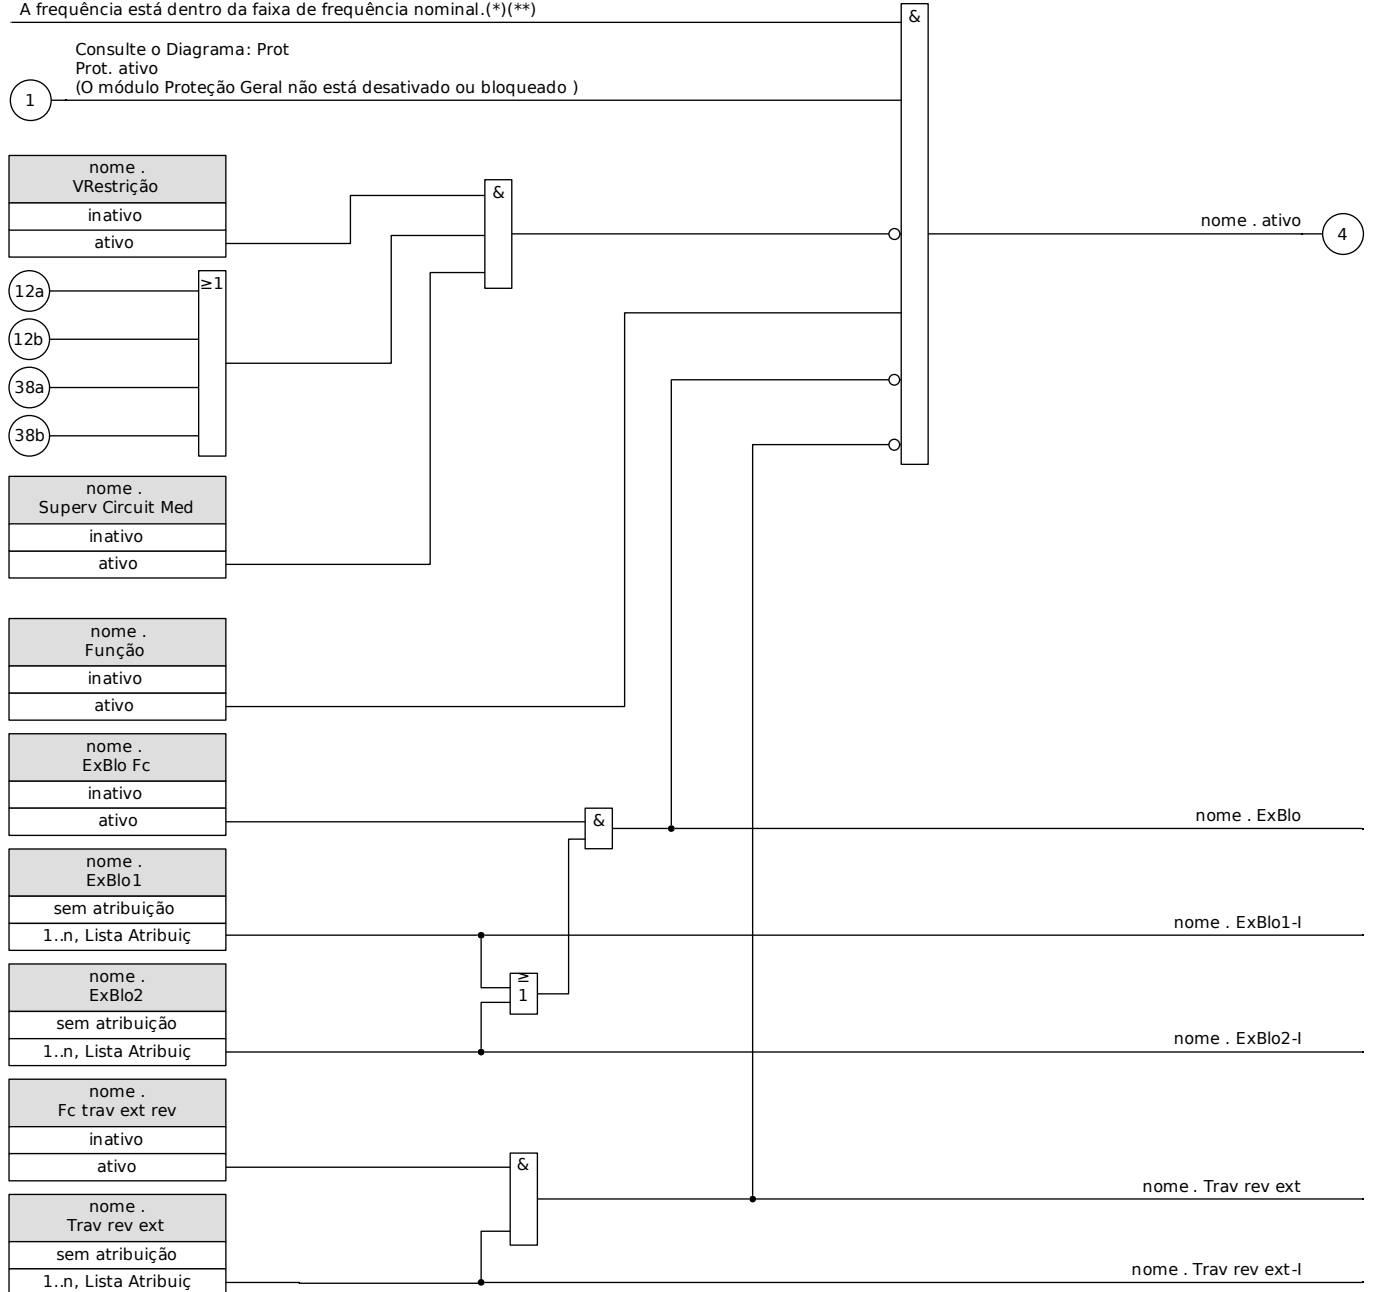 A frequência está dentro da faixa de frequência nominal.(*)(**)
&
Consulte o Diagrama: Prot
Prot. ativo
(O módulo Proteção Geral não está desativado ou bloqueado )
1
nome .
VRestrição
inativo
ativo
&
nome . ativo
4
12a
≥1
12b
38a
38b
nome .
Superv Circuit Med
inativo
ativo
nome .
Função
inativo
ativo
nome .
ExBlo Fc
inativo
ativo
&
nome . ExBlo
nome .
ExBlo1
sem atribuição
1..n, Lista Atribuiç
nome . ExBlo1-I
nome .
ExBlo2
sem atribuição
1..n, Lista Atribuiç
≥
1
nome . ExBlo2-I
nome .
Fc trav ext rev
inativo
ativo
&
nome . Trav rev ext
nome .
Trav rev ext
sem atribuição
1..n, Lista Atribuiç
nome . Trav rev ext-I